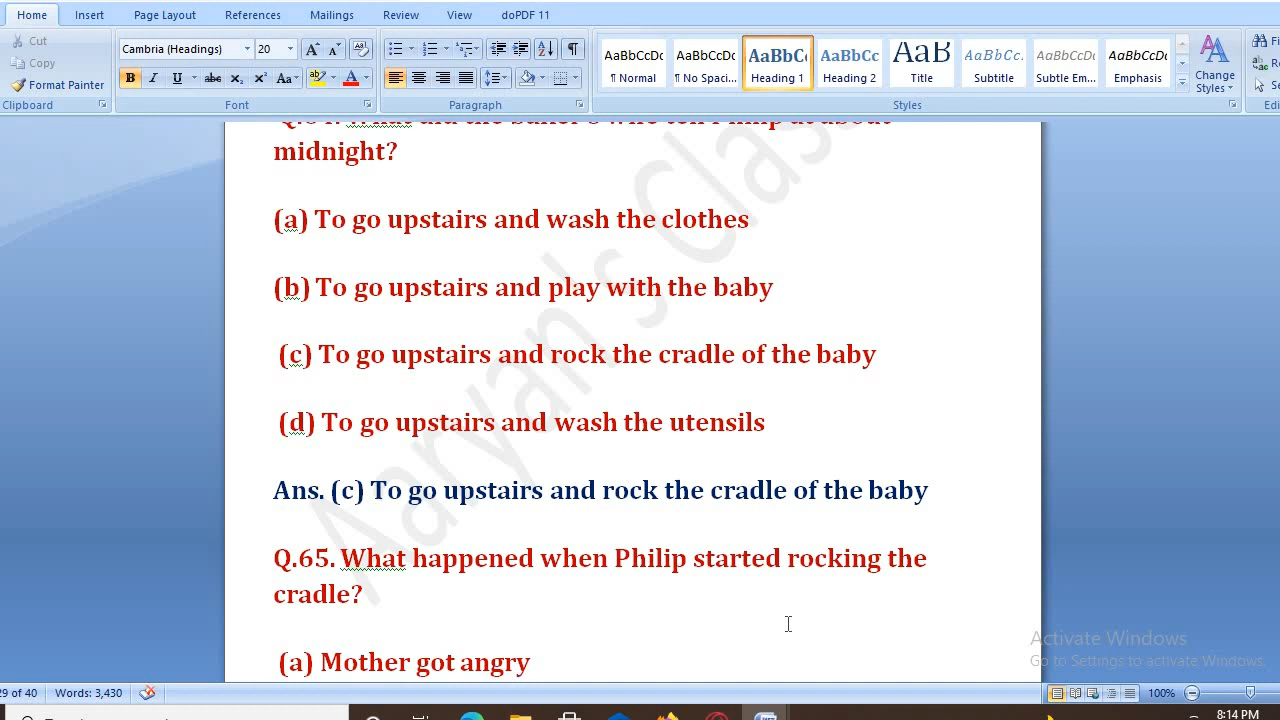 Home Insert Page Layout References Mailings Review View doPDF 11
Cut
Copy
Format Painter
Clipboard
Cambria (Headings) 20
Font
Paragraph
AaBbCcDc AaBbCcDc AaBbC AaBbCc AaB AaBbCc. AaBbCcDc AaBbCcDc
¶ Normal ¶ No Spaci... Heading 1 Heading 2 Title Subtitle Subtle Em... Emphasis
Change
Styles
Styles
midnight?
(a) To go upstairs and wash the clothes
(b) To go upstairs and play with the baby
(c) To go upstairs and rock the cradle of the baby
(d) To go upstairs and wash the utensils
Ans. (c) To go upstairs and rock the cradle of the baby
Q.65. What happened when Philip started rocking the
cradle?
(a) Mother got angry
Aaryan's Class
Activate Windows
Go to Settings to activate Windows.
29 of 40 Words: 3,430 100%
8:14 PM